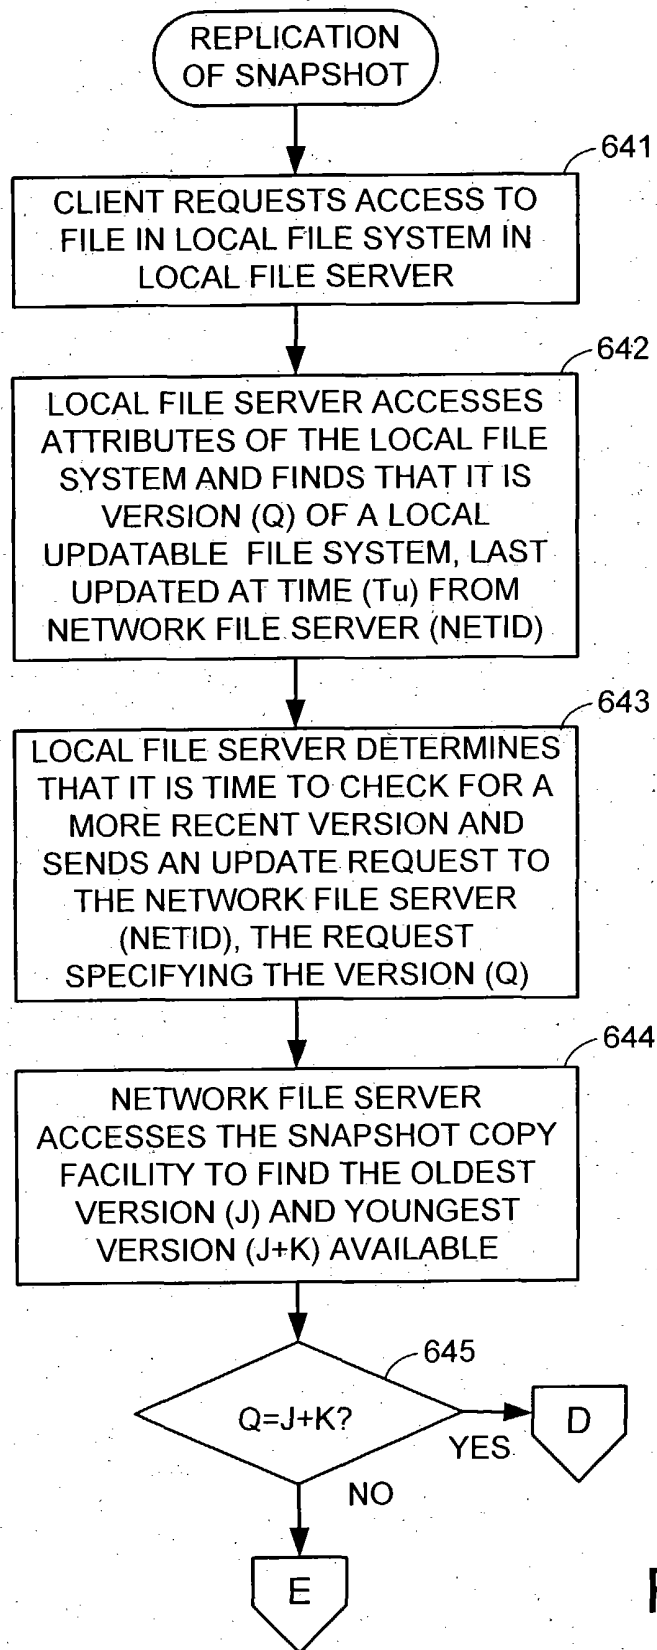 REPLICATION
OF SNAPSHOT
641
CLIENT REQUESTS ACCESS TO
FILE IN LOCAL FILE SYSTEM IN
LOCAL FILE SERVER
642
LOCAL FILE SERVER ACCESSES
ATTRIBUTES OF THE LOCAL FILE
SYSTEM AND FINDS THAT IT IS
VERSION (Q) OF A LOCAL
UPDATABLE FILE SYSTEM, LAST
UPDATED AT TIME (Tu) FROM
NETWORK FILE SERVER (NETID)
643
LOCAL FILE SERVER DETERMINES
THAT IT IS TIME TO CHECK FOR A
MORE RECENT VERSION AND
SENDS AN UPDATE REQUEST TO
THE NETWORK FILE SERVER
(NETID), THE REQUEST
SPECIFYING THE VERSION (Q)
644
NETWORK FILE SERVER
ACCESSES THE SNAPSHOT COPY
FACILITY TO FIND THE OLDEST
VERSION (J) AND YOUNGEST
VERSION (J+K) AVAILABLE
645
Q=J+K?
YES
D
NO
E